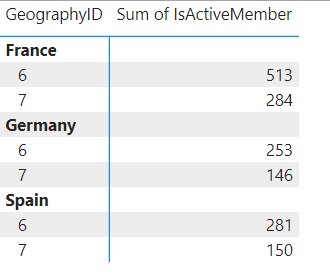 GeographyID Sum of IsActiveMember
France
6 513
7 284
Germany
6 253
7 146
Spain
6 281
7 150